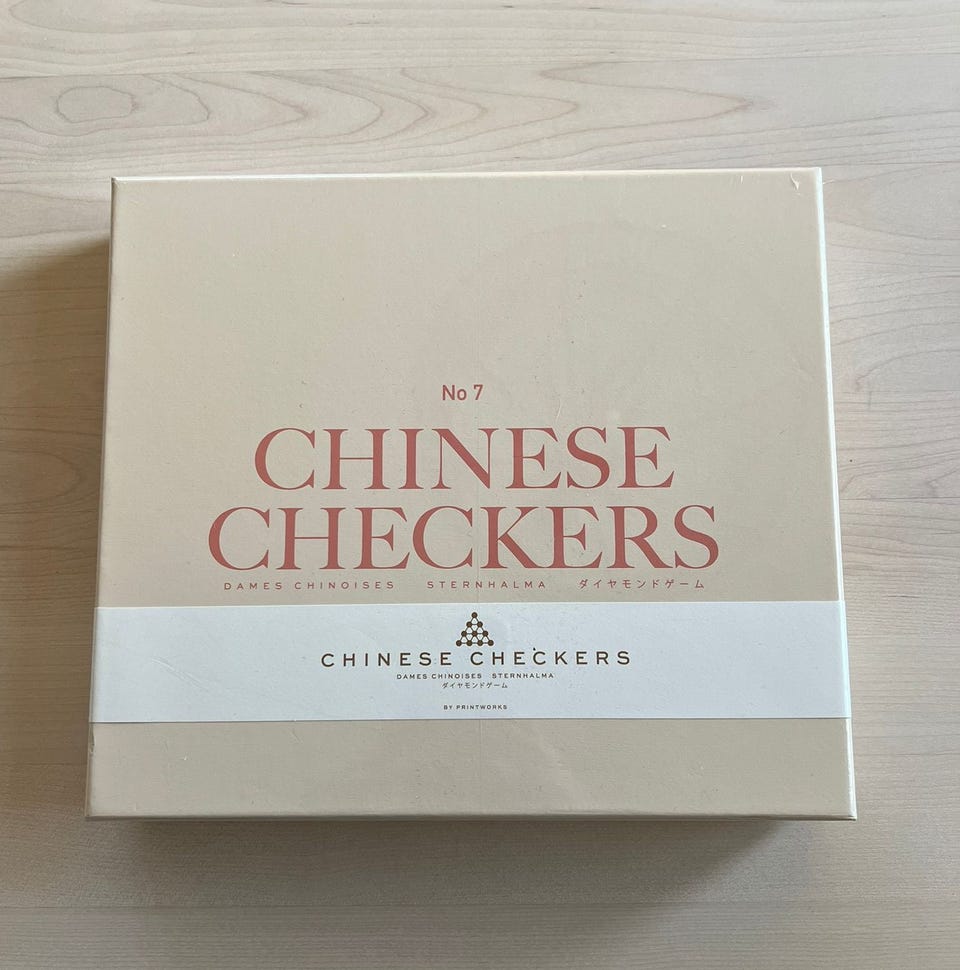 No 7
CHINESE
CHECKERS
DAMES CHINOISES STERNHALMA ダイヤモンドゲーム
CHINESE CHECKERS
DAMES CHINOISES STERNHALMA
ダイヤモンドゲーム
BY PRINTWORKS